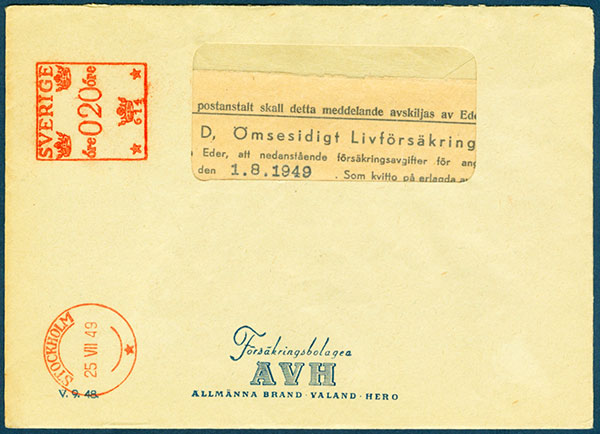 SVERIGE
öre 020 öre
614
postanstalt skall detta meddelande avskiljas av Ede
D, Ömsesidigt Livförsäkring
Eder, att nedanstående försäkringsavgifter för ang
den 1.8.1949 . Som kvitto på erlagda
STOCKHOLM
25 VII 49
V. 9. 48.
Försäkringsbolagen
AVH
ALLMÄNNA BRAND · VALAND · HERO